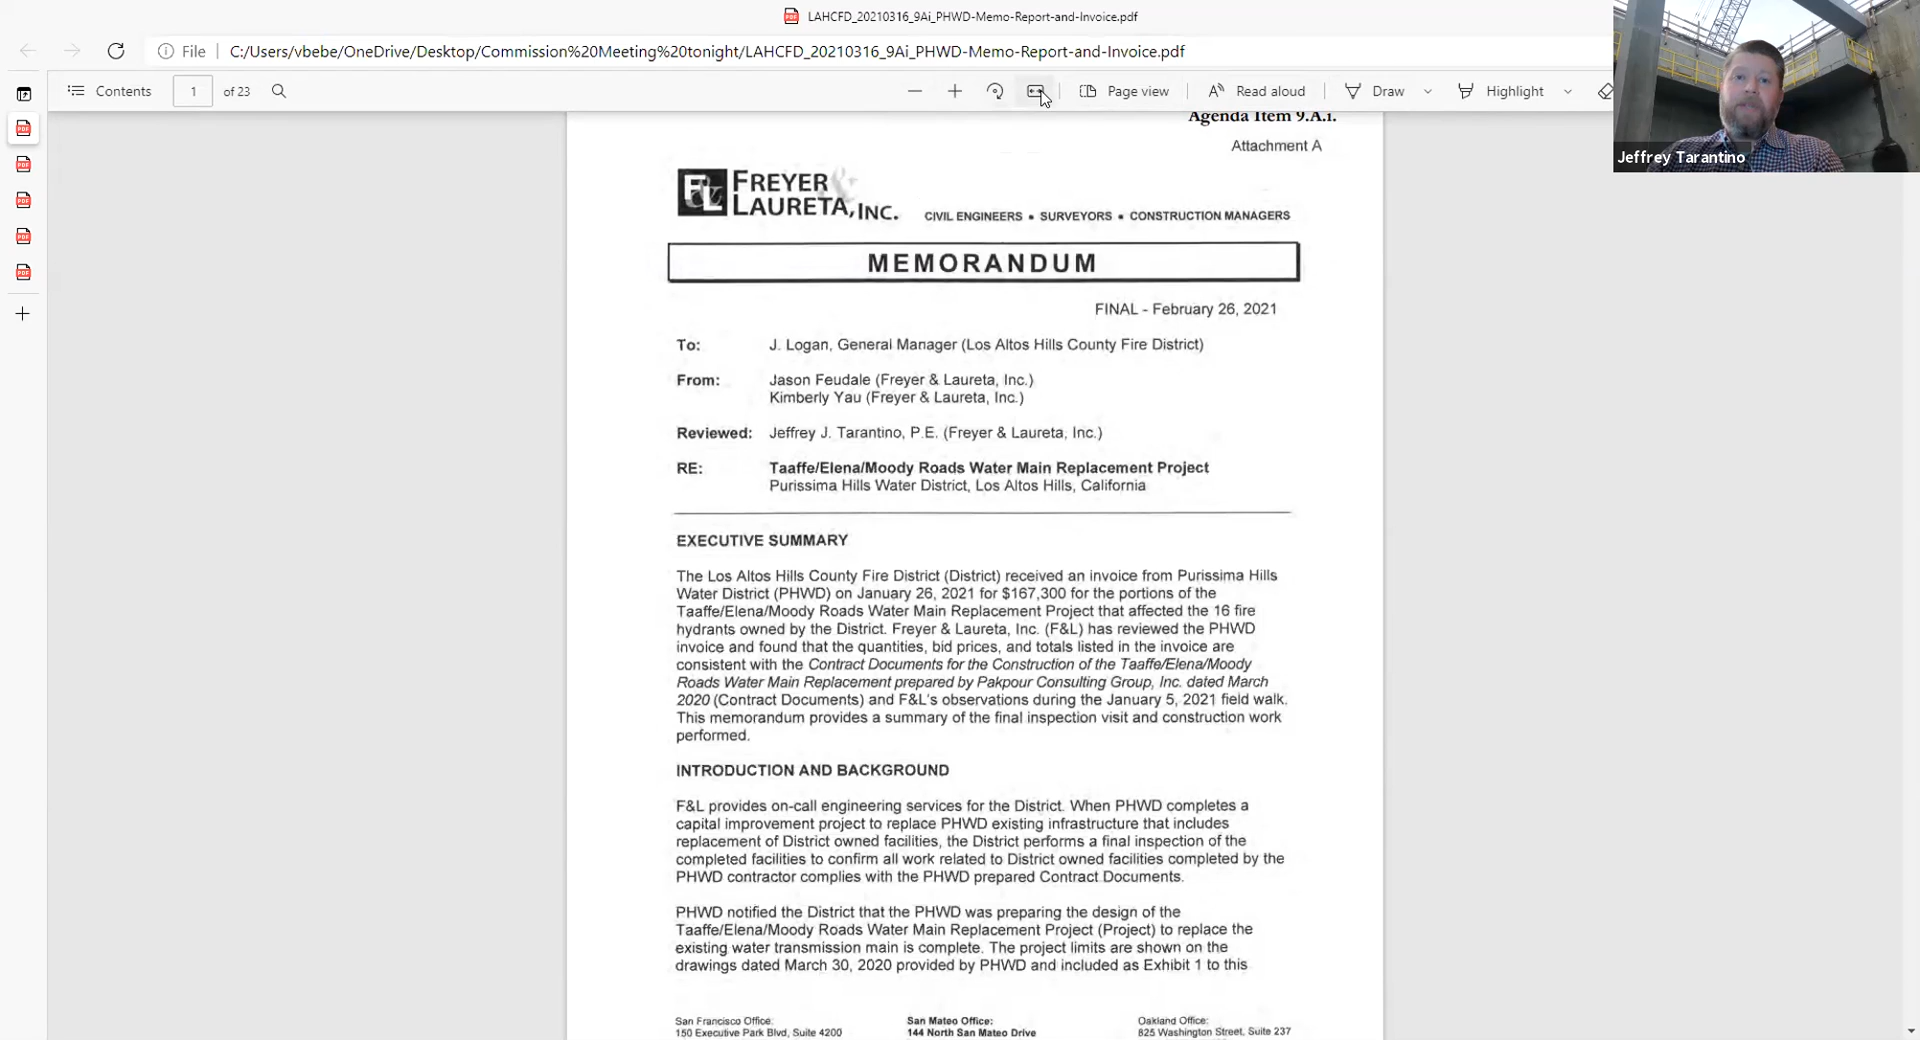 LAHCFD_20210316_9Ai_PHWD-Memo-Report-and-Invoice.pdf
File
C:/Users/vbebe/OneDrive/Desktop/Commission%20Meeting%20tonight/LAHCFD_20210316_9Ai_PHWD-Memo-Report-and-Invoice.pdf
Contents
1
of 23
Page view
Read aloud
Draw
Highlight
Jeffrey Tarantino
Agenda Item 9.A.i.
Attachment A
F&L FREYER &
LAURETA, INC.
CIVIL ENGINEERS • SURVEYORS • CONSTRUCTION MANAGERS
MEMORANDUM
FINAL - February 26, 2021
To: J. Logan, General Manager (Los Altos Hills County Fire District)
From: Jason Feudale (Freyer & Laureta, Inc.)
Kimberly Yau (Freyer & Laureta, Inc.)
Reviewed: Jeffrey J. Tarantino, P.E. (Freyer & Laureta, Inc.)
RE: Taaffe/Elena/Moody Roads Water Main Replacement Project
Purissima Hills Water District, Los Altos Hills, California
EXECUTIVE SUMMARY
The Los Altos Hills County Fire District (District) received an invoice from Purissima Hills
Water District (PHWD) on January 26, 2021 for $167,300 for the portions of the
Taaffe/Elena/Moody Roads Water Main Replacement Project that affected the 16 fire
hydrants owned by the District. Freyer & Laureta, Inc. (F&L) has reviewed the PHWD
invoice and found that the quantities, bid prices, and totals listed in the invoice are
consistent with the Contract Documents for the Construction of the Taaffe/Elena/Moody
Roads Water Main Replacement prepared by Pakpour Consulting Group, Inc. dated March
2020 (Contract Documents) and F&L's observations during the January 5, 2021 field walk.
This memorandum provides a summary of the final inspection visit and construction work
performed.
INTRODUCTION AND BACKGROUND
F&L provides on-call engineering services for the District. When PHWD completes a
capital improvement project to replace PHWD existing infrastructure that includes
replacement of District owned facilities, the District performs a final inspection of the
completed facilities to confirm all work related to District owned facilities completed by the
PHWD contractor complies with the PHWD prepared Contract Documents.
PHWD notified the District that the PHWD was preparing the design of the
Taaffe/Elena/Moody Roads Water Main Replacement Project (Project) to replace the
existing water transmission main is complete. The project limits are shown on the
drawings dated March 30, 2020 provided by PHWD and included as Exhibit 1 to this
San Francisco Office:
150 Executive Park Blvd, Suite 4200
San Mateo Office:
144 North San Mateo Drive
Oakland Office:
825 Washington Street, Suite 237